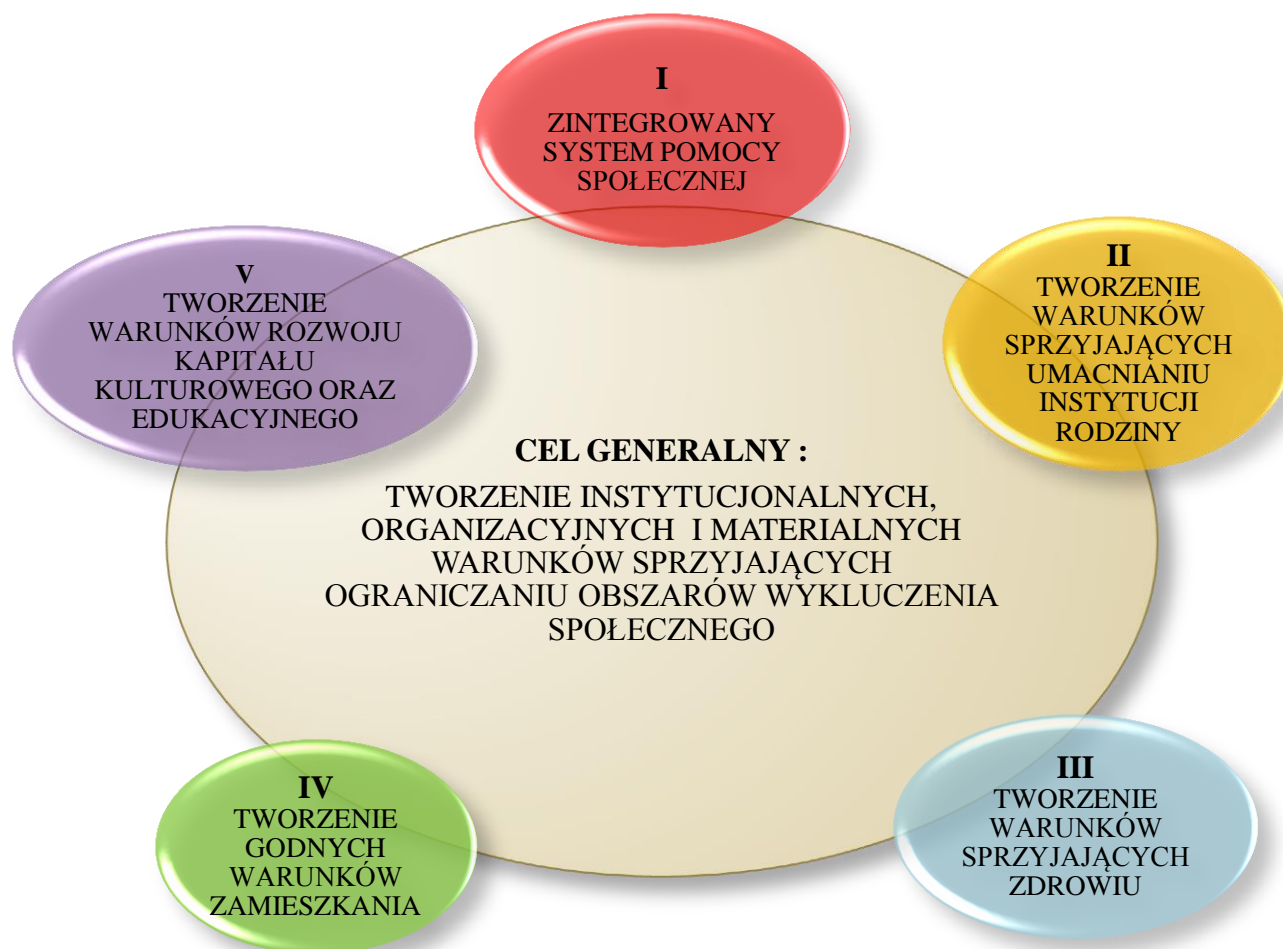 I
ZINTEGROWANY
SYSTEM POMOCY
SPOŁECZNEJ
II
TWORZENIE
WARUNKÓW
SPRZYJAJĄCYCH
UMACNIANIU
INSTYTUCJI
RODZINY
III
TWORZENIE
WARUNKÓW
SPRZYJAJĄCYCH
ZDROWIU
IV
TWORZENIE
GODNYCH
WARUNKÓW
ZAMIESZKANIA
V
TWORZENIE
WARUNKÓW ROZWOJU
KAPITAŁU
KULTUROWEGO ORAZ
EDUKACYJNEGO
CEL GENERALNY :
TWORZENIE INSTYTUCJONALNYCH,
ORGANIZACYJNYCH I MATERIALNYCH
WARUNKÓW SPRZYJAJĄCYCH
OGRANICZANIU OBSZARÓW WYKLUCZENIA
SPOŁECZNEGO